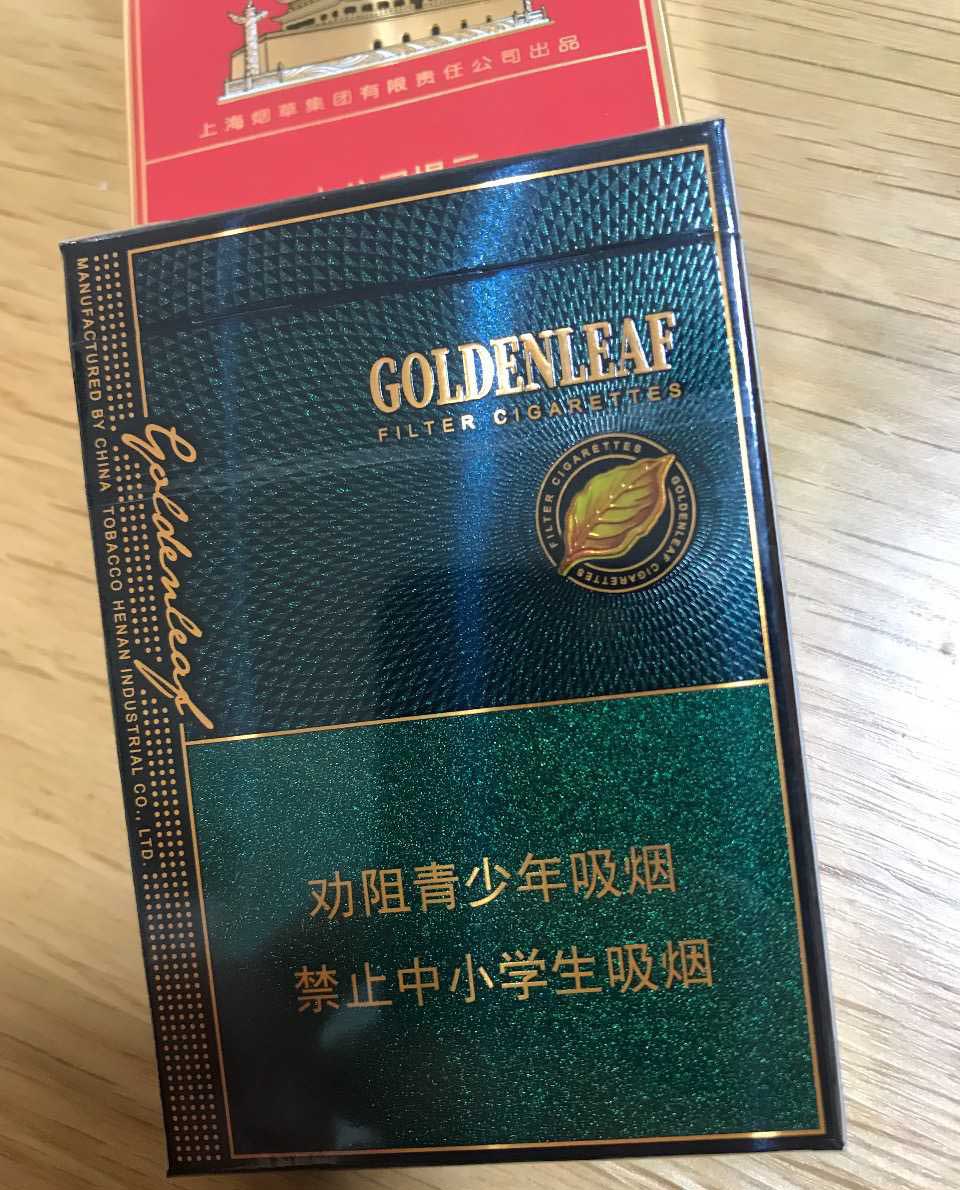 上海烟草集团有限责任公司出品
GOLDENLEAF
FILTER CIGARETTES
FILTER CIGARETTES
GOLDENLEAF CIGARETTES
Goldenleaf
MANUFACTURED BY CHINA TOBACCO HENAN INDUSTRIAL CO., LTD.
劝阻青少年吸烟
禁止中小学生吸烟